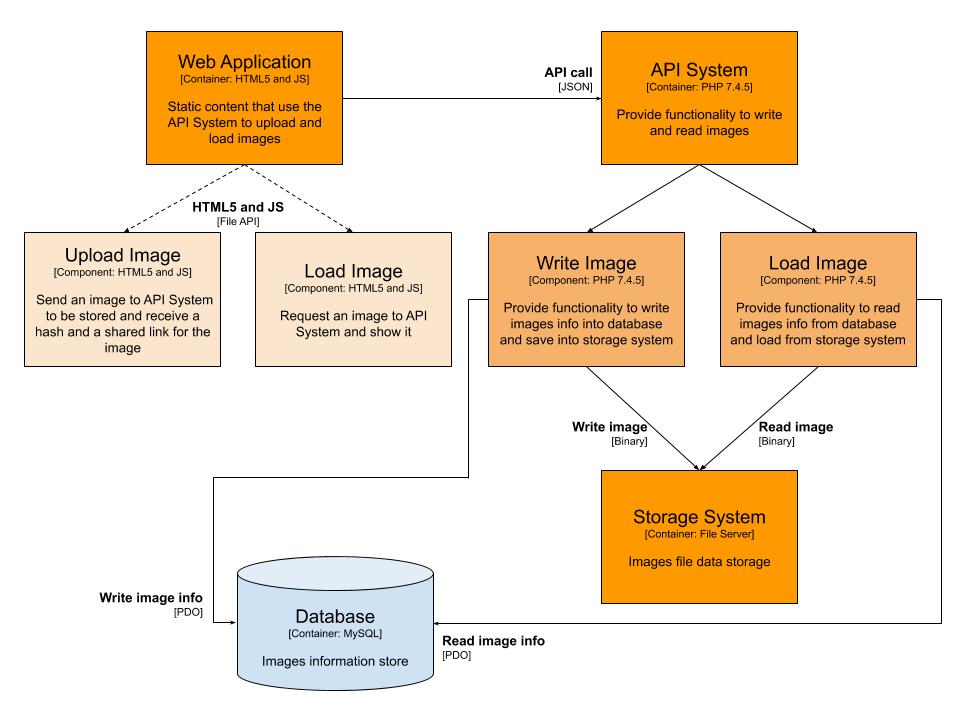 Web Application
[Container: HTML5 and JS]
Static content that use the
API System to upload and
load images
API call
[JSON]
API System
[Container: PHP 7.4.5]
Provide functionality to write
and read images
HTML5 and JS
[File API]
Upload Image
[Component: HTML5 and JS]
Send an image to API System
to be stored and receive a
hash and a shared link for the
image
Load Image
[Component: HTML5 and JS]
Request an image to API
System and show it
Write Image
[Component: PHP 7.4.5]
Provide functionality to write
images info into database
and save into storage system
Load Image
[Component: PHP 7.4.5]
Provide functionality to read
images info from database
and load from storage system
Write image
[Binary]
Read image
[Binary]
Storage System
[Container: File Server]
Images file data storage
Write image info
[PDO]
Database
[Container: MySQL]
Images information store
Read image info
[PDO]